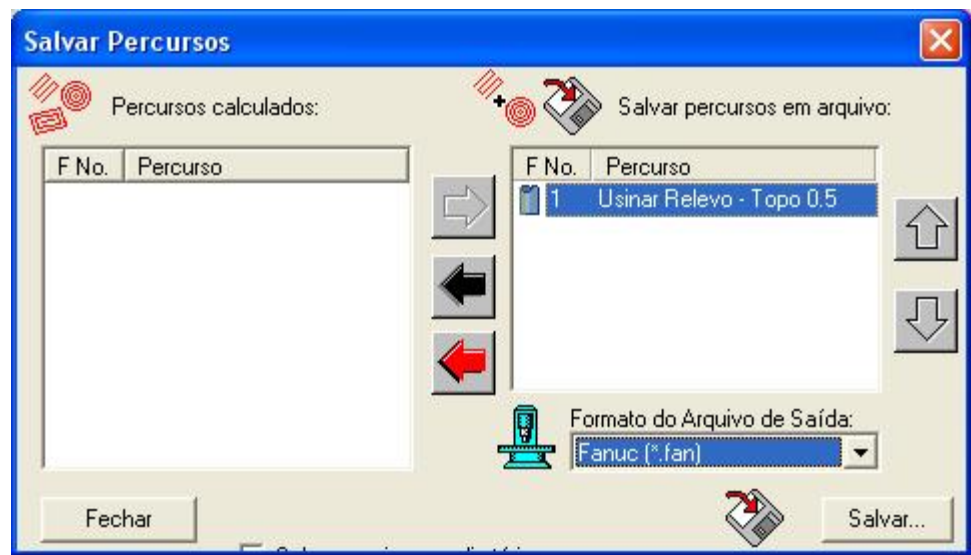 Salvar Percursos
Percursos calculados:
Salvar percursos em arquivo:
F No. Percurso
F No. Percurso
1 Usinar Relevo - Topo 0.5
Formato do Arquivo de Saída:
Fanuc (*.fan)
Fechar
Salvar...